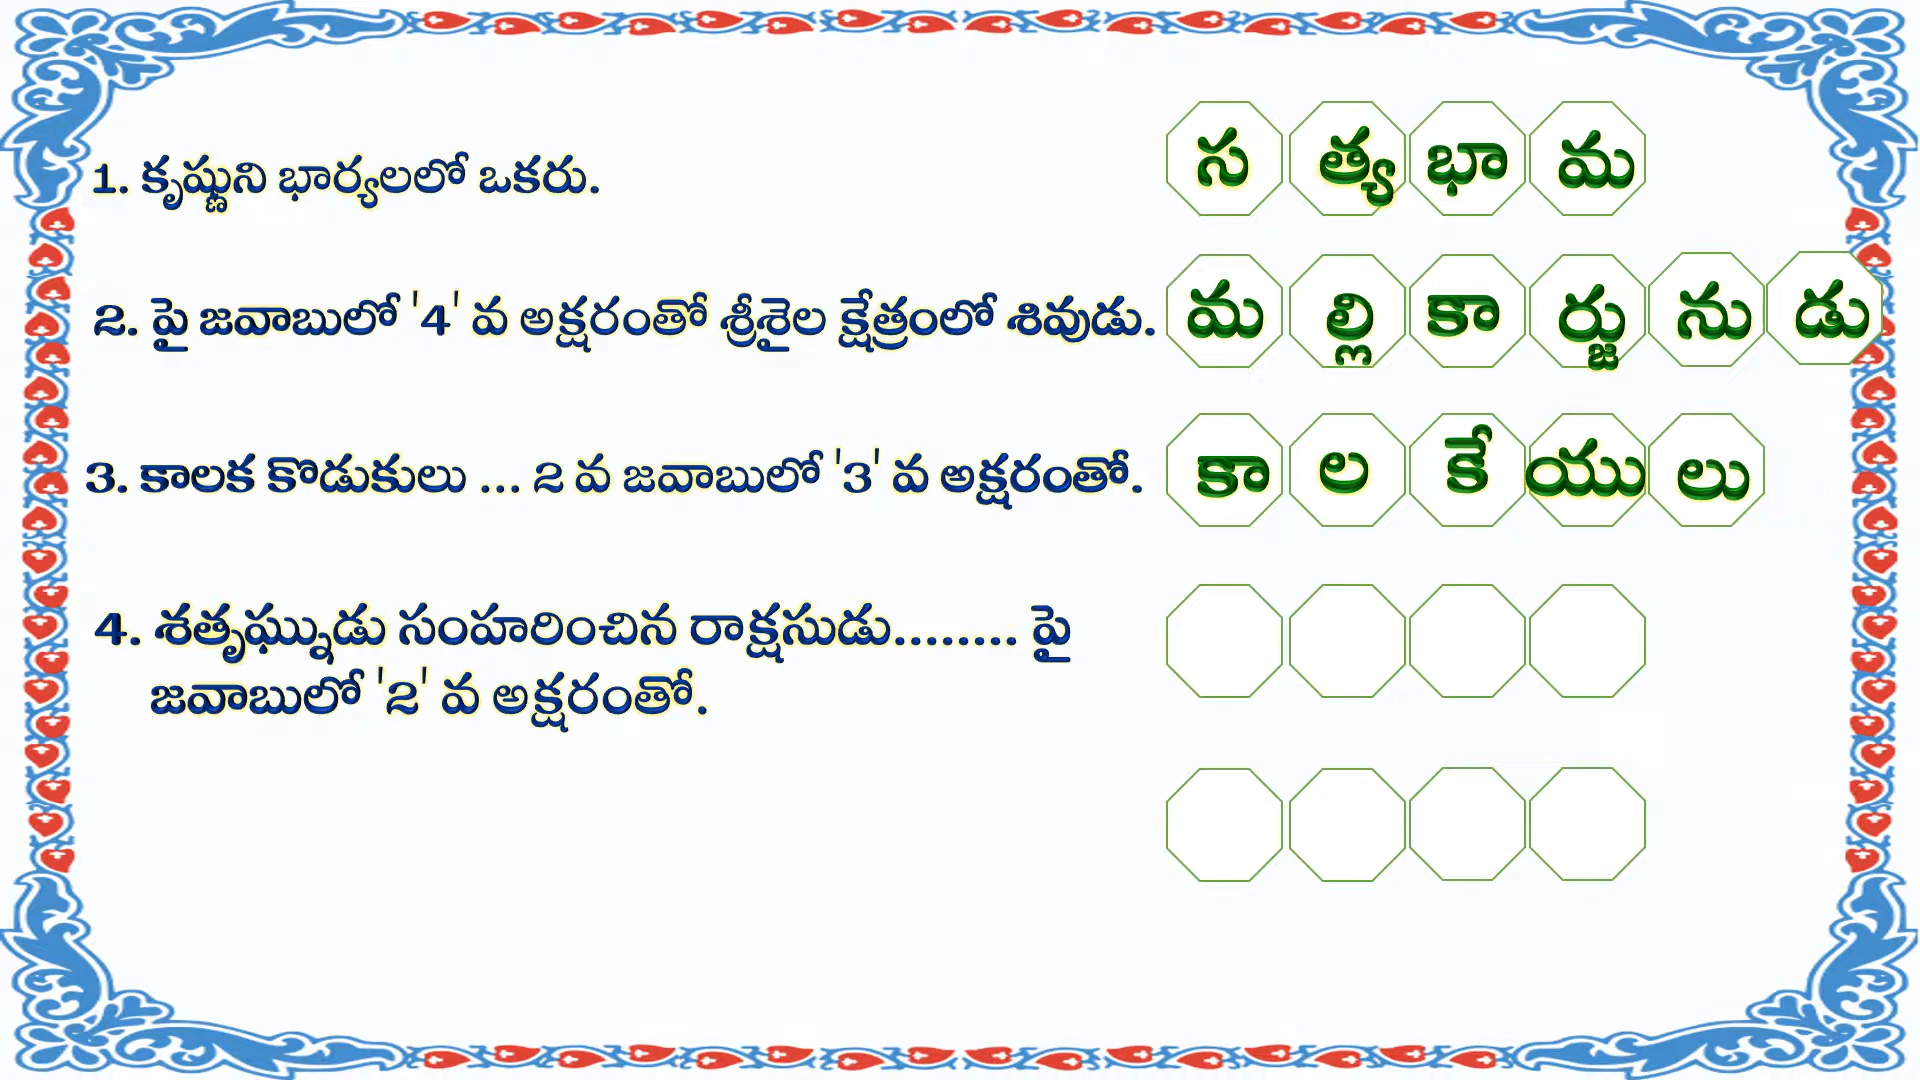 1. కృష్ణుని భార్యలలో ఒకరు.
స త్య భా మ
2. పై జవాబులో '4' వ అక్షరంతో శ్రీశైల క్షేత్రంలో శివుడు.
మ ల్లి కా ర్జు ను డు
3. కాలక కొడుకులు ... 2 వ జవాబులో '3' వ అక్షరంతో.
కా ల కే యు లు
4. శతృఘ్నుడు సంహరించిన రాక్షసుడు........ పై
జవాబులో '2' వ అక్షరంతో.